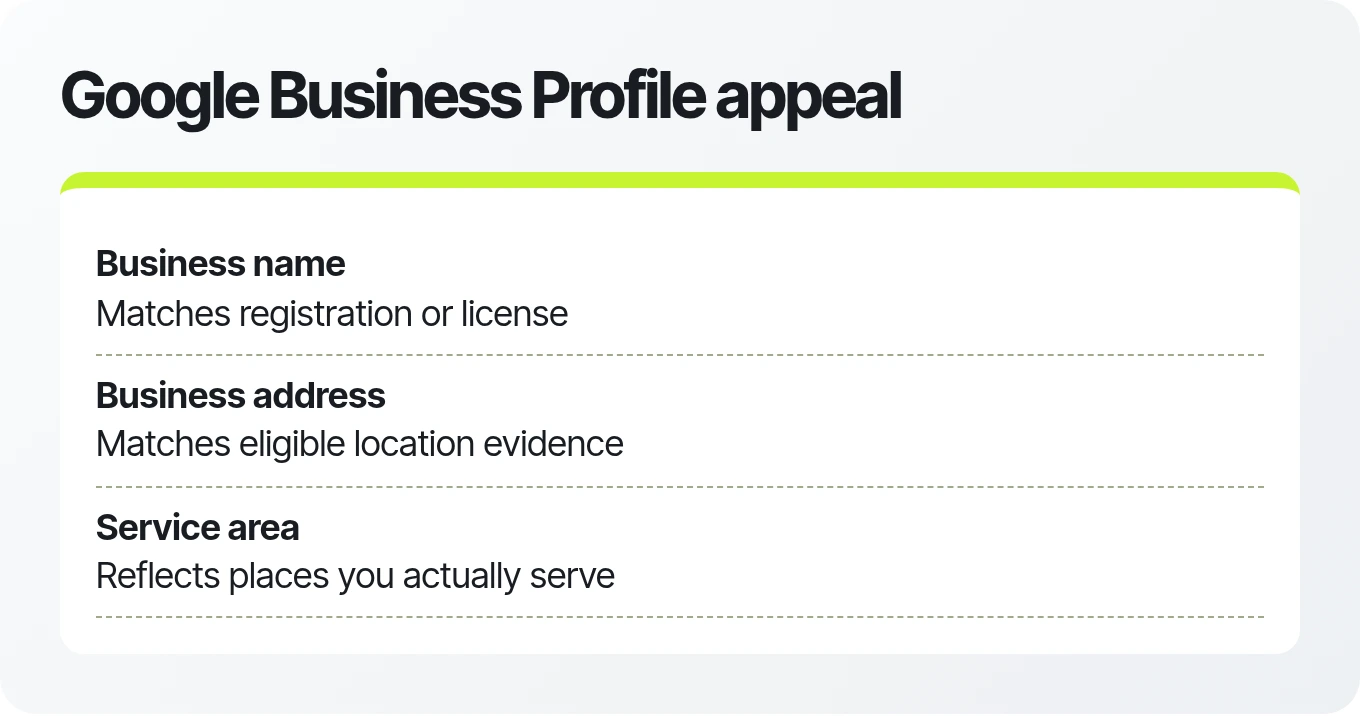 Google Business Profile appeal
Business name
Matches registration or license
Business address
Matches eligible location evidence
Service area
Reflects places you actually serve